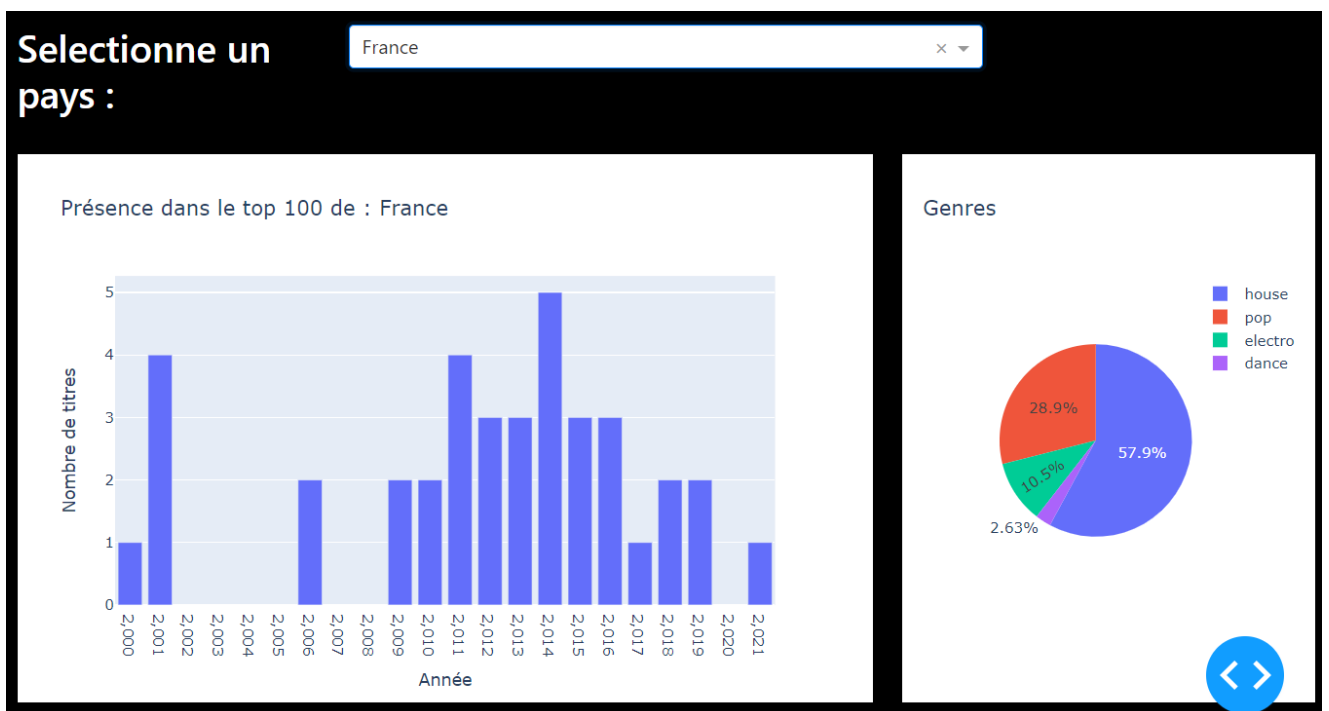 Selectionne un
pays :
France
Présence dans le top 100 de : France
Nombre de titres
5
4
3
2
1
0
2,000
2,001
2,002
2,003
2,004
2,005
2,006
2,007
2,008
2,009
2,010
2,011
2,012
2,013
2,014
2,015
2,016
2,017
2,018
2,019
2,020
2,021
Année
Genres
house
pop
electro
dance
28.9%
57.9%
10.5%
2.63%